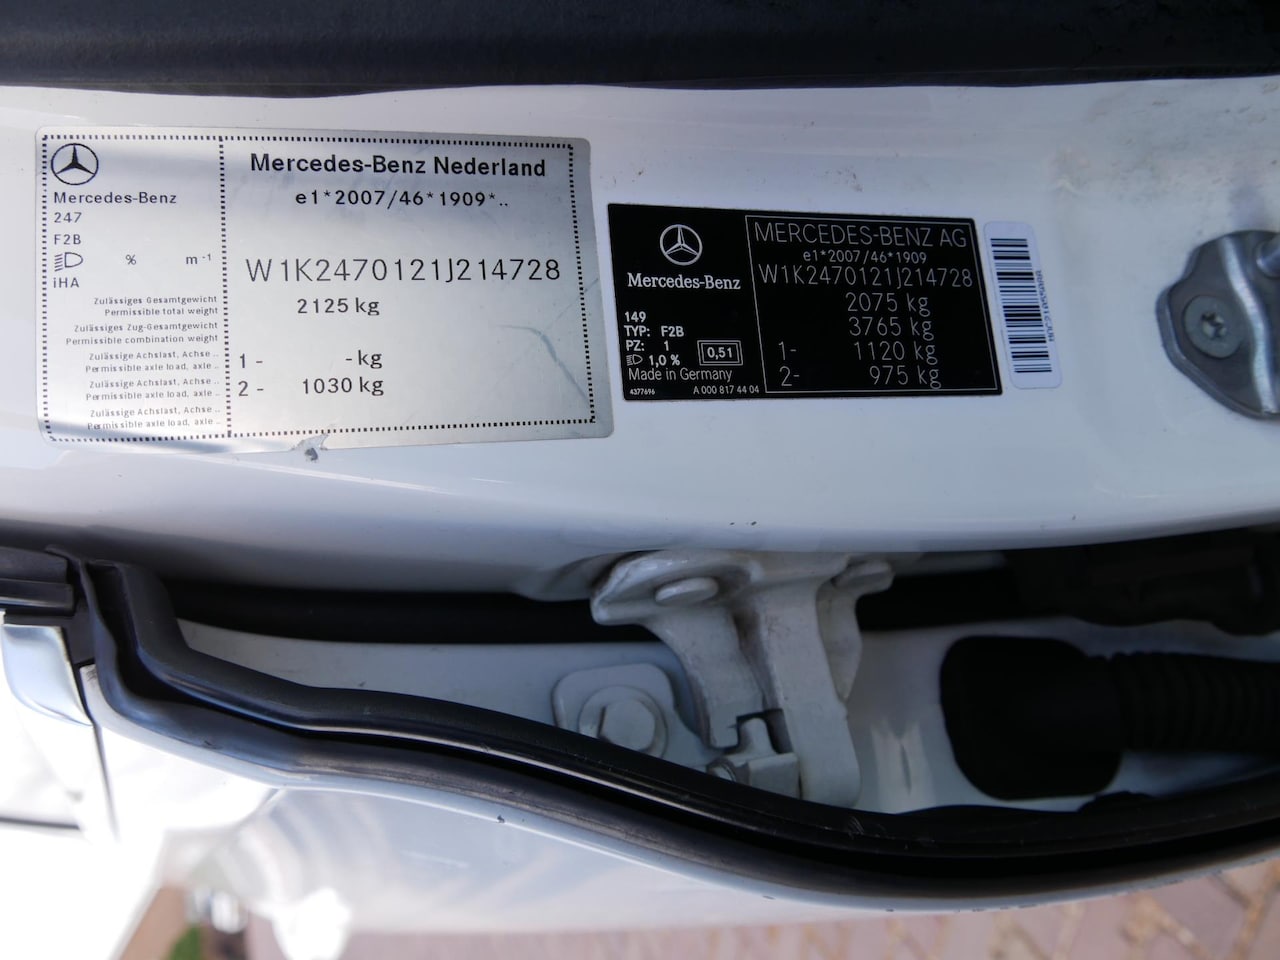 Mercedes-Benz
247
F2B
% m⁻¹
iHA
Zulässiges Gesamtgewicht
Permissible total weight
Zulässiges Zug-Gesamtgewicht
Permissible combination weight
Zulässige Achslast, Achse ..
Permissible axle load, axle ..
Zulässige Achslast, Achse ..
Permissible axle load, axle ..
Zulässige Achslast, Achse ..
Permissible axle load, axle ..
Mercedes-Benz Nederland
e1*2007/46*1909*..
W1K2470121J214728
2125 kg
1 - - kg
2 - 1030 kg
Mercedes-Benz
149
TYP: F2B
PZ: 1
1,0 % 0,51
Made in Germany
4377696 A 000 817 44 04
MERCEDES-BENZ AG
e1*2007/46*1909
W1K2470121J214728
2075 kg
3765 kg
1- 1120 kg
2- 975 kg